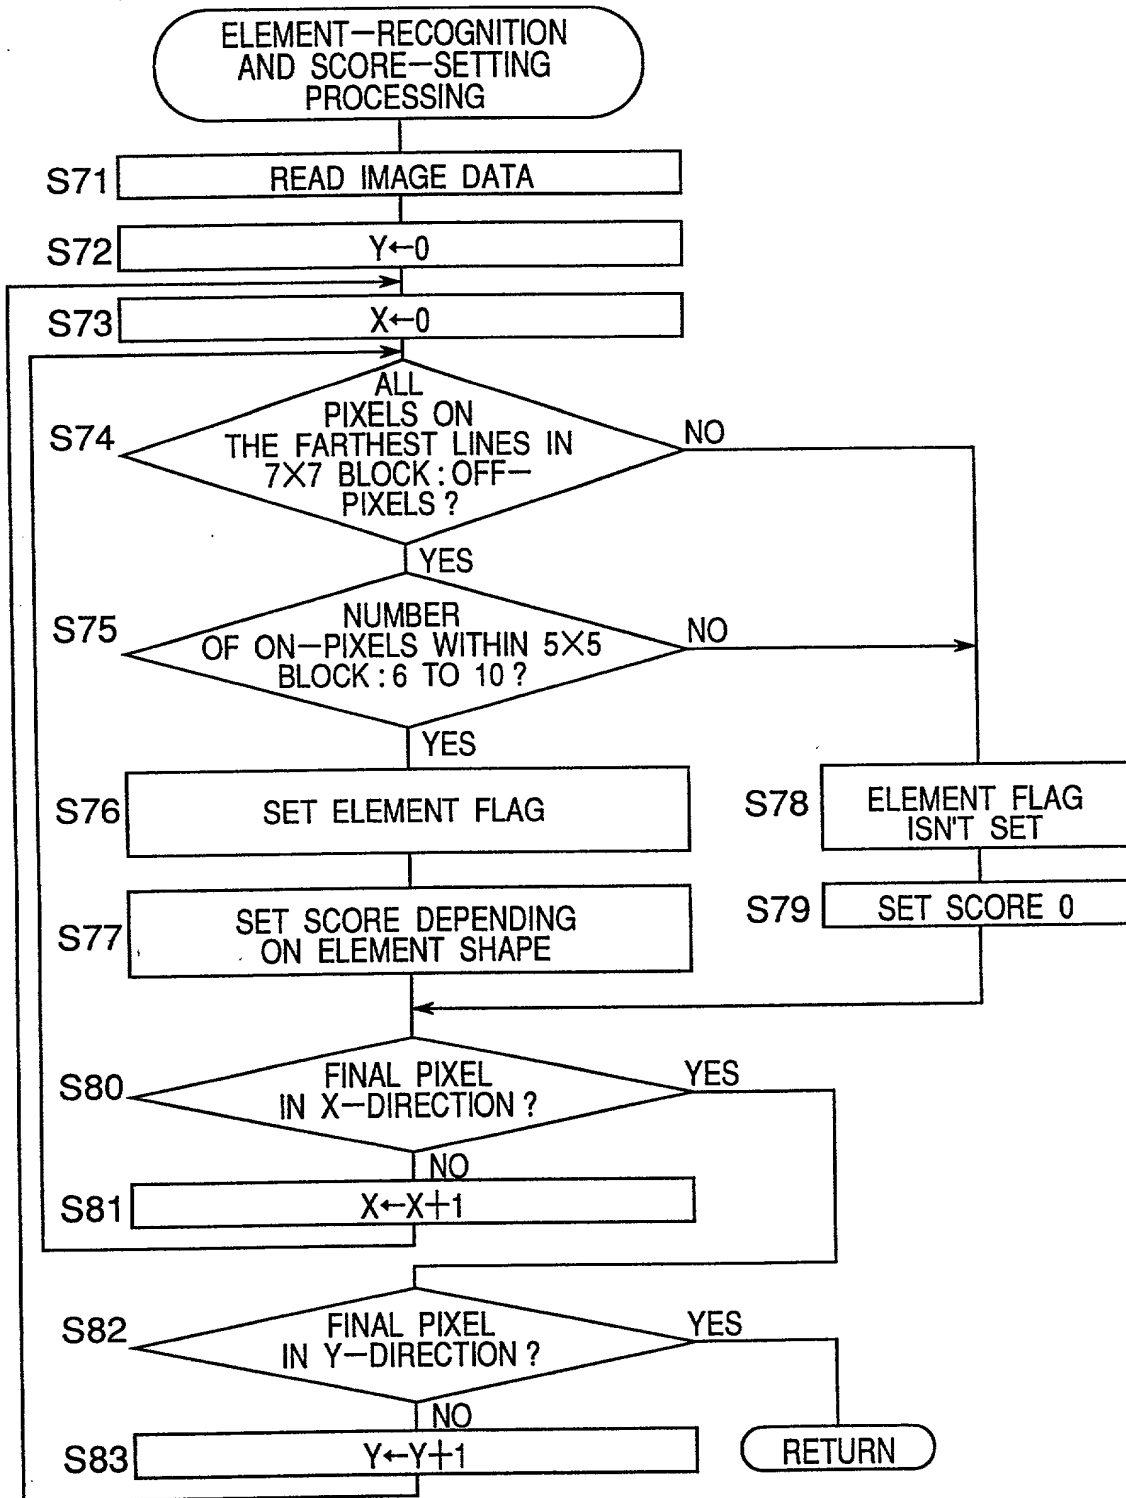 ELEMENT—RECOGNITION
AND SCORE—SETTING
PROCESSING
S71
READ IMAGE DATA
S72
Y←0
S73
X←0
S74
ALL
PIXELS ON
THE FARTHEST LINES IN
7×7 BLOCK : OFF—
PIXELS ?
NO
YES
S75
NUMBER
OF ON—PIXELS WITHIN 5×5
BLOCK : 6 TO 10 ?
NO
YES
S76
SET ELEMENT FLAG
S78
ELEMENT FLAG
ISN'T SET
S77
SET SCORE DEPENDING
ON ELEMENT SHAPE
S79
SET SCORE 0
S80
FINAL PIXEL
IN X—DIRECTION ?
YES
NO
S81
X←X+1
S82
FINAL PIXEL
IN Y—DIRECTION ?
YES
NO
S83
Y←Y+1
RETURN